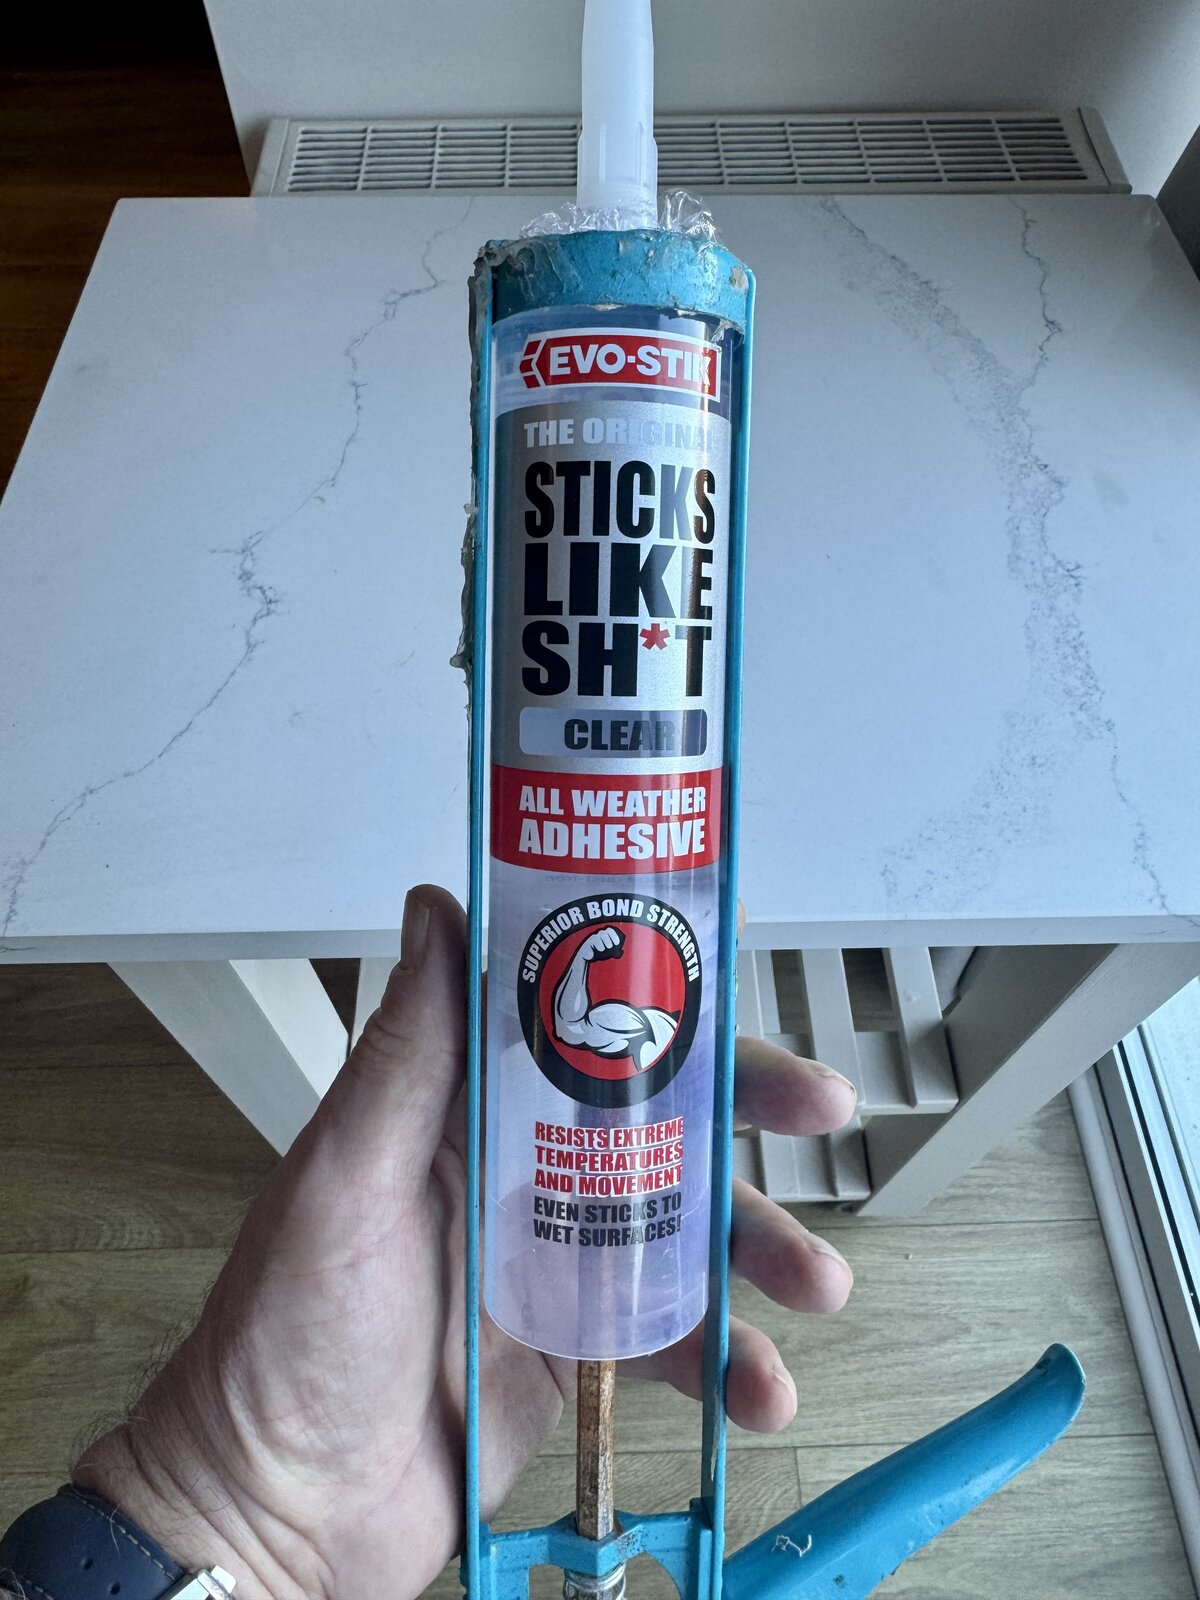 EVO-STIK
THE ORIGINAL
STICKS
LIKE
SH*T
CLEAR
ALL WEATHER
ADHESIVE
SUPERIOR BOND STRENGTH
RESISTS EXTREME
TEMPERATURES
AND MOVEMENT
EVEN STICKS TO
WET SURFACES!